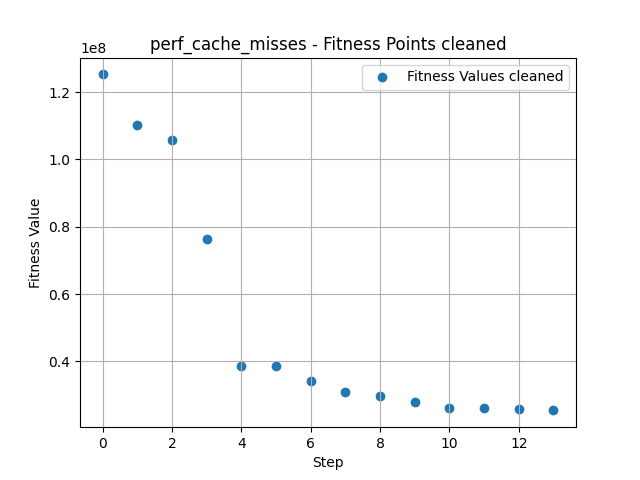 perf_cache_misses - Fitness Points cleaned
1e8
Fitness Values cleaned
1.2
1.0
0.8
0.6
0.4
Fitness Value
0 2 4 6 8 10 12
Step